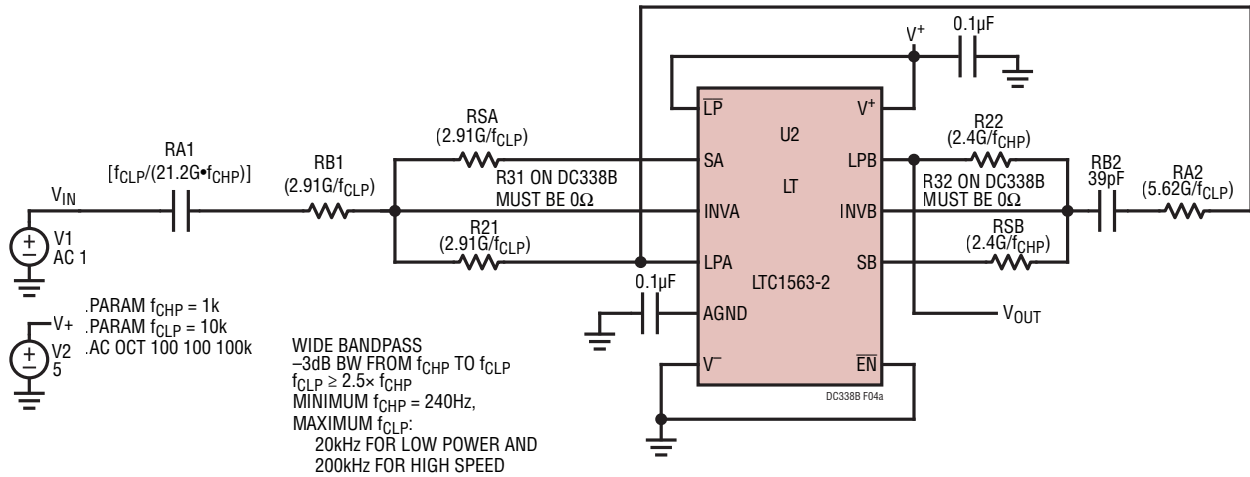 V+
0.1µF
LP
V+
RSA
(2.91G/fCLP)
U2
R22
(2.4G/fCHP)
RA1
[fCLP/(21.2G•fCHP)]
RB1
(2.91G/fCLP)
SA
LPB
RB2
39pF
RA2
(5.62G/fCLP)
R31 ON DC338B
MUST BE 0Ω
LT
R32 ON DC338B
MUST BE 0Ω
VIN
INVA
INVB
V1
AC 1
R21
(2.91G/fCLP)
RSB
(2.4G/fCHP)
LPA
SB
0.1µF
LTC1563-2
AGND
VOUT
V+
V2
5
.PARAM fCHP = 1k
.PARAM fCLP = 10k
.AC OCT 100 100 100k
WIDE BANDPASS
–3dB BW FROM fCHP TO fCLP
fCLP ≥ 2.5× fCHP
MINIMUM fCHP = 240Hz,
MAXIMUM fCLP:
20kHz FOR LOW POWER AND
200kHz FOR HIGH SPEED
V–
EN
DC338B F04a